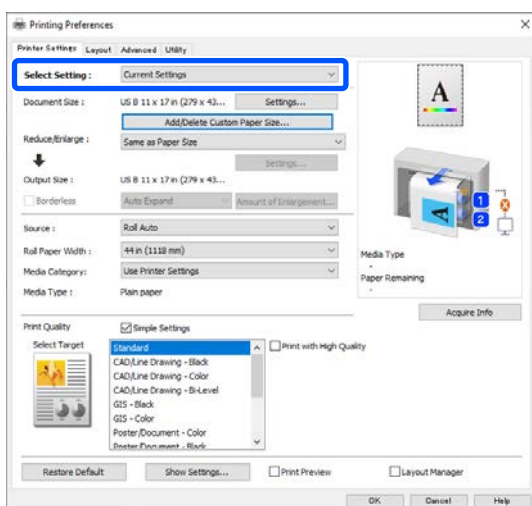 Printing Preferences
Printer Settings Layout Advanced Utility
Select Setting : Current Settings
Document Size : US B 11 x 17 in (279 x 43... Settings...
Add/Delete Custom Paper Size...
Reduce/Enlarge : Same as Paper Size
Settings...
Output Size : US B 11 x 17 in (279 x 43...
Borderless Auto Expand Amount of Enlargement...
Source : Roll Auto
Roll Paper Width : 44 in (1118 mm)
Media Category: Use Printer Settings
Media Type : Plain paper
A
1
2
Media Type
-
Paper Remaining
-
Acquire Info
Print Quality Simple Settings
Select Target Standard Print with High Quality
CAD/Line Drawing - Black
CAD/Line Drawing - Color
CAD/Line Drawing - Bi-Level
GIS - Black
GIS - Color
Poster/Document - Color
Poster/Document - Black
Restore Default Show Settings... Print Preview Layout Manager
OK Cancel Help